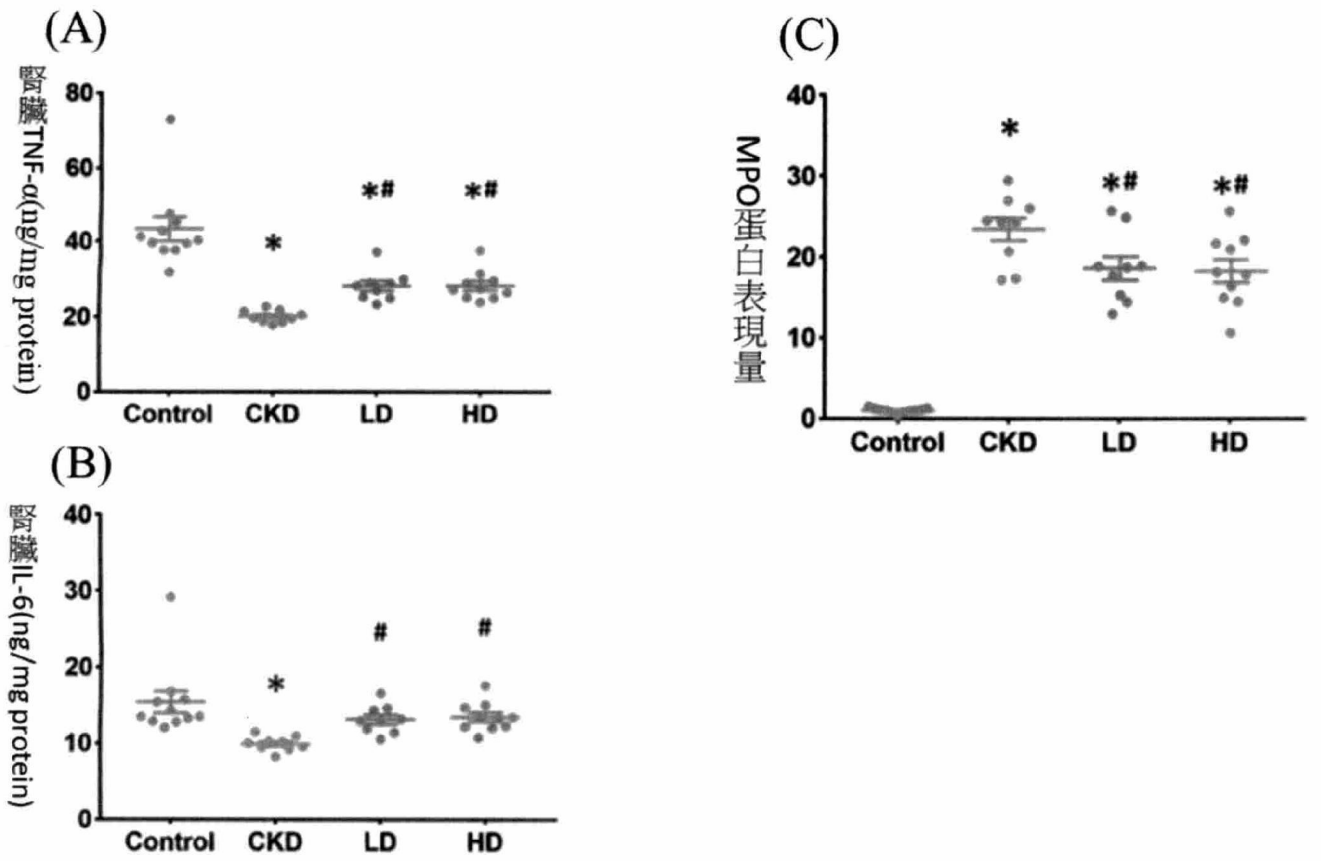 (A)
腎臟TNF-α(ng/mg protein)
80
60
40
20
0
*
*#
*#
Control CKD LD HD
(B)
腎臟IL-6(ng/mg protein)
40
30
20
10
0
*
#
#
Control CKD LD HD
(C)
MPO蛋白表現量
40
30
20
10
0
*
*#
*#
Control CKD LD HD